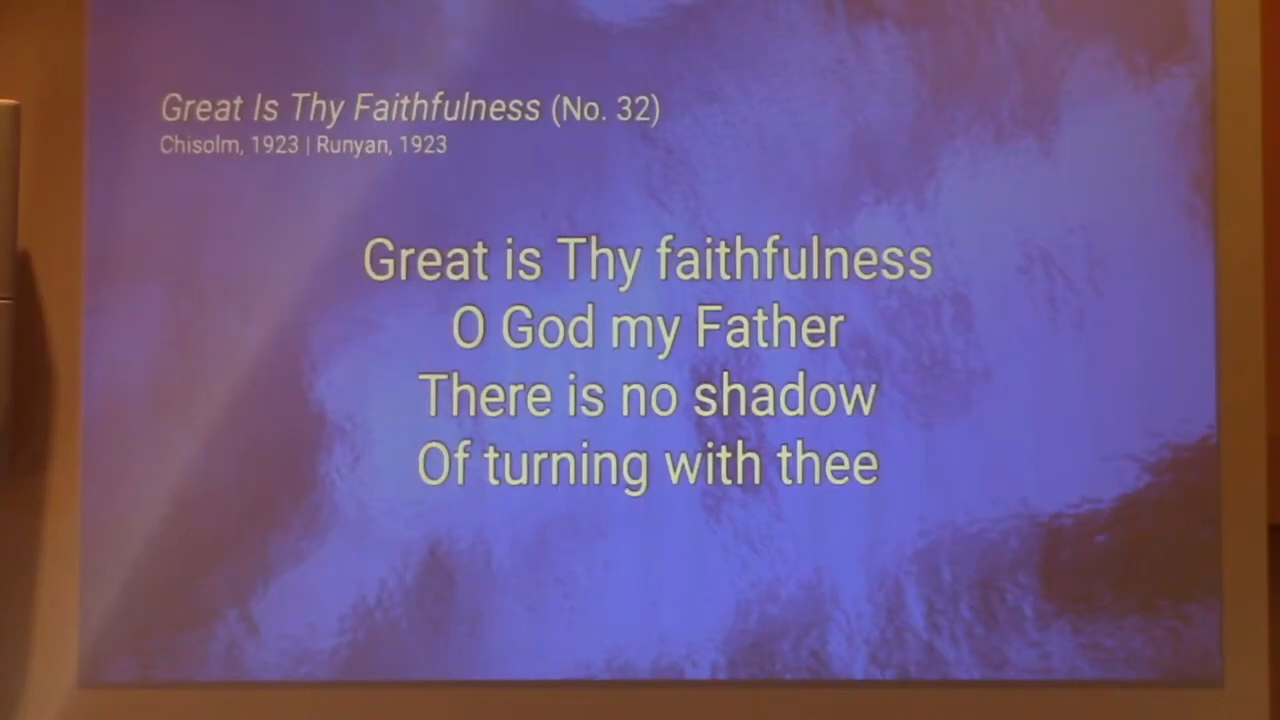 Great Is Thy Faithfulness (No. 32)
Chisolm, 1923 | Runyan, 1923
Great is Thy faithfulness
O God my Father
There is no shadow
Of turning with thee